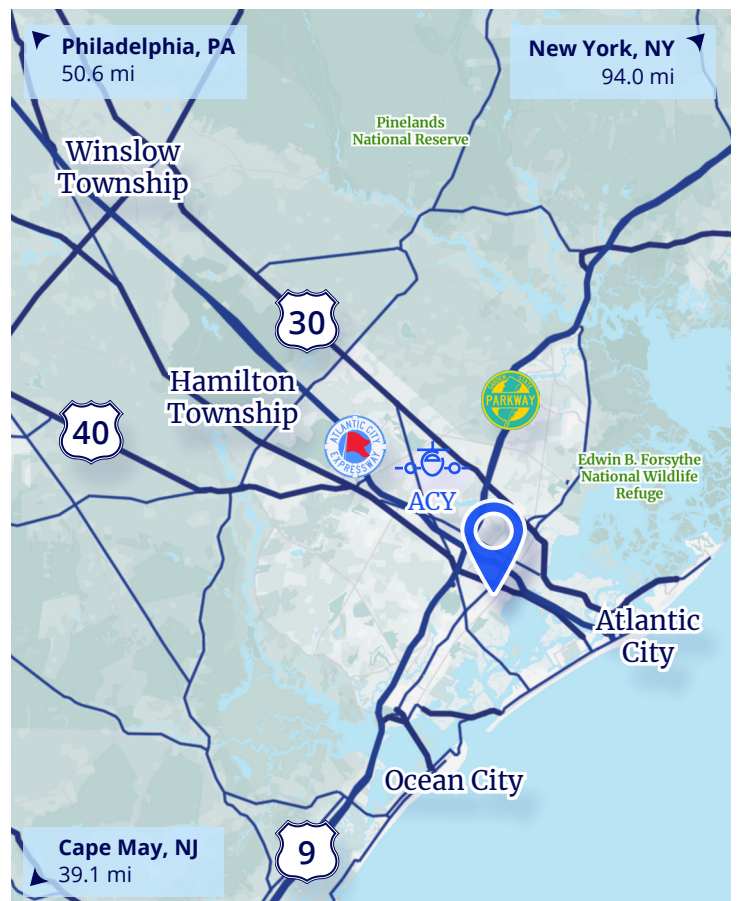 Philadelphia, PA
50.6 mi
New York, NY
94.0 mi
Pinelands
National Reserve
Winslow
Township
30
Hamilton
Township
GARDEN STATE
PARKWAY
40
ATLANTIC CITY
EXPRESSWAY
ACY
Edwin B. Forsythe
National Wildlife
Refuge
Atlantic
City
Ocean City
9
Cape May, NJ
39.1 mi